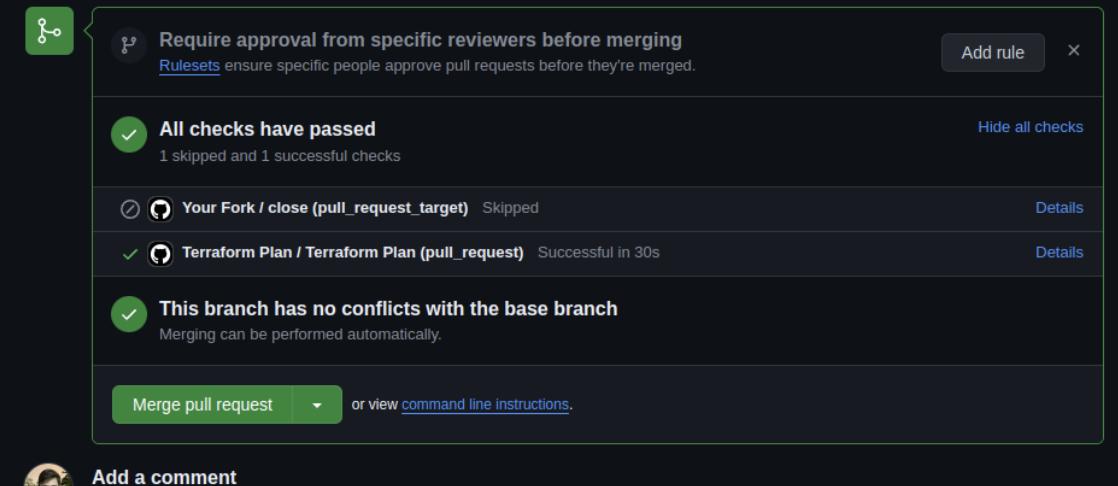 Require approval from specific reviewers before merging
Rulesets ensure specific people approve pull requests before they're merged.
Add rule
All checks have passed
1 skipped and 1 successful checks
Hide all checks
Your Fork / close (pull_request_target) Skipped
Details
Terraform Plan / Terraform Plan (pull_request) Successful in 30s
Details
This branch has no conflicts with the base branch
Merging can be performed automatically.
Merge pull request
or view command line instructions.
Add a comment